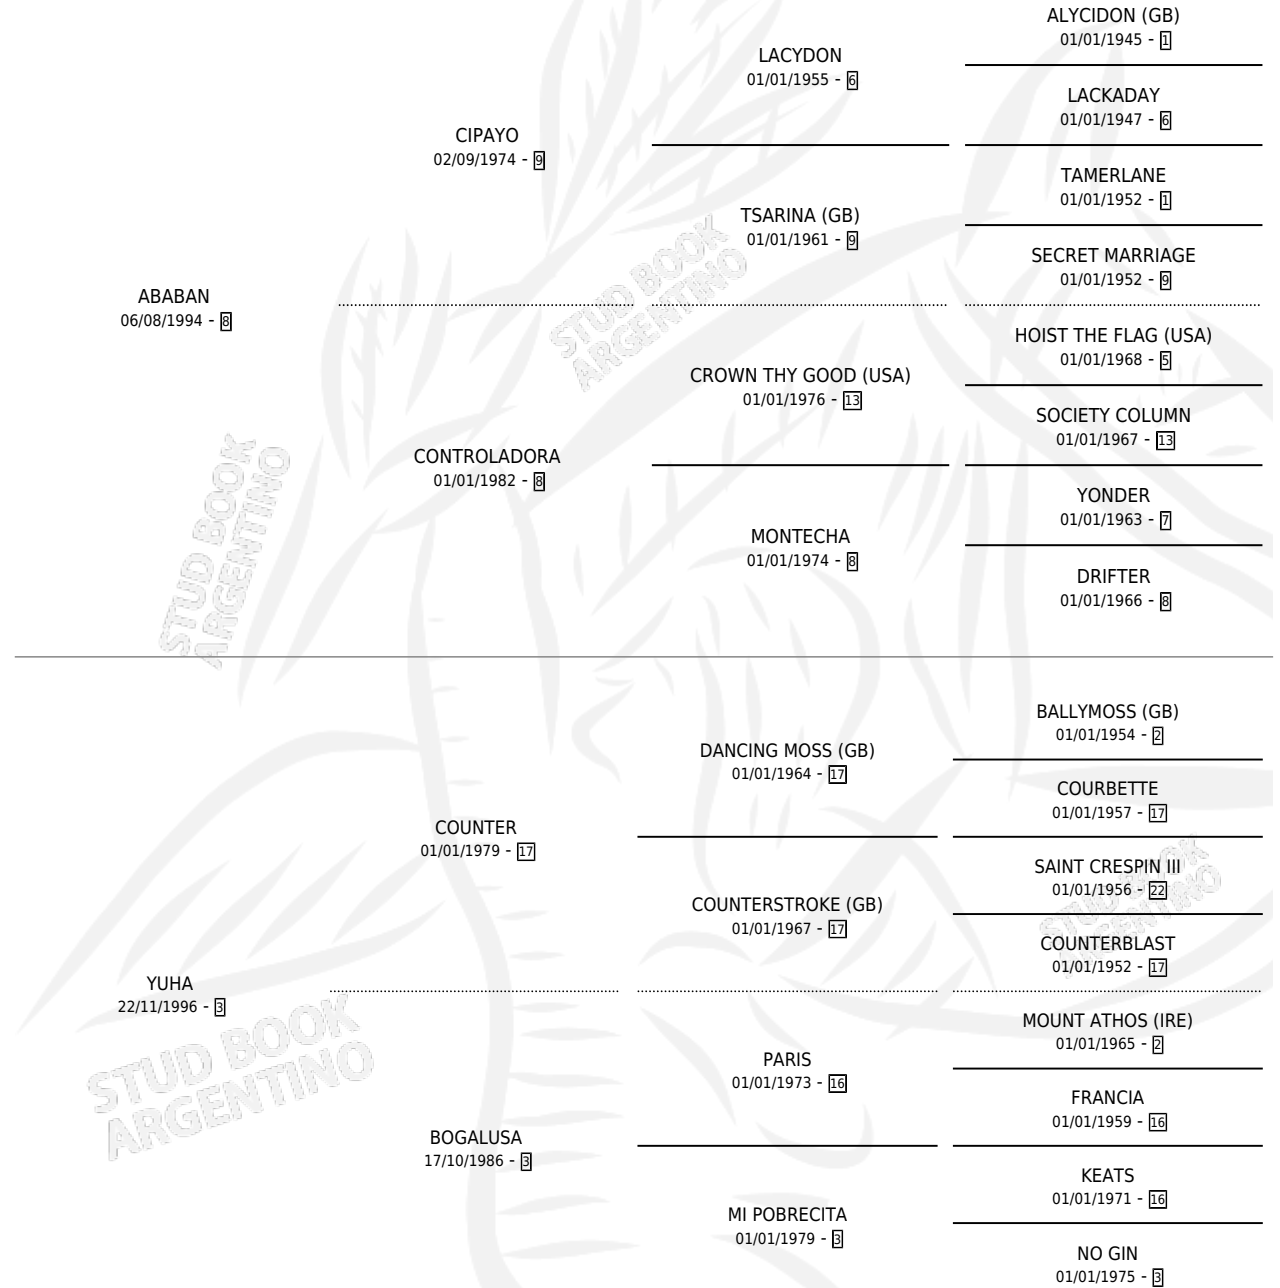 ALYCIDON (GB)
01/01/1945 - 1
LACYDON
01/01/1955 - 6
LACKADAY
01/01/1947 - 6
CIPAYO
02/09/1974 - 9
TAMERLANE
01/01/1952 - 1
TSARINA (GB)
01/01/1961 - 9
SECRET MARRIAGE
01/01/1952 - 9
ABABAN
06/08/1994 - 8
HOIST THE FLAG (USA)
01/01/1968 - 5
CROWN THY GOOD (USA)
01/01/1976 - 13
SOCIETY COLUMN
01/01/1967 - 13
CONTROLADORA
01/01/1982 - 8
YONDER
01/01/1963 - 7
MONTECHA
01/01/1974 - 8
DRIFTER
01/01/1966 - 8
BALLYMOSS (GB)
01/01/1954 - 2
DANCING MOSS (GB)
01/01/1964 - 17
COURBETTE
01/01/1957 - 17
COUNTER
01/01/1979 - 17
SAINT CRESPIN III
01/01/1956 - 22
COUNTERSTROKE (GB)
01/01/1967 - 17
COUNTERBLAST
01/01/1952 - 17
YUHA
22/11/1996 - 3
MOUNT ATHOS (IRE)
01/01/1965 - 2
PARIS
01/01/1973 - 16
FRANCIA
01/01/1959 - 16
BOGALUSA
17/10/1986 - 3
KEATS
01/01/1971 - 16
MI POBRECITA
01/01/1979 - 3
NO GIN
01/01/1975 - 3
STUD BOOK
ARGENTINO
STUD BOOK
ARGENTINO
STUD BOOK
ARGENTINO
STUD BOOK
ARGENTINO